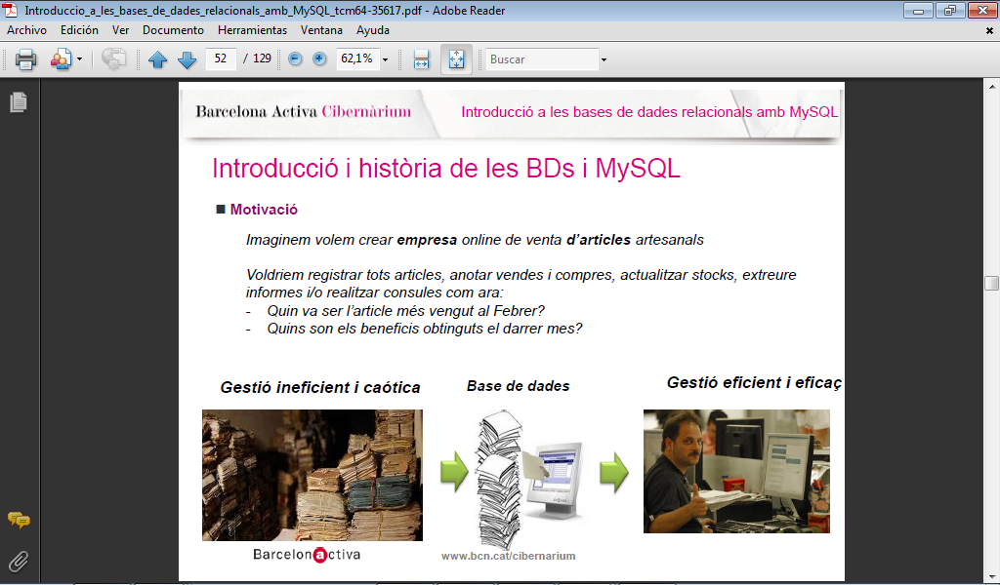 Introduccio_a_les_bases_de_dades_relacionals_amb_MySQL_tcm64-35617.pdf - Adobe Reader
Archivo Edición Ver Documento Herramientas Ventana Ayuda
52 / 129 62,1% Buscar
Barcelona Activa Cibernàrium
Introducció a les bases de dades relacionals amb MySQL
Introducció i història de les BDs i MySQL
Motivació
Imaginem volem crear empresa online de venta d'articles artesanals
Voldriem registrar tots articles, anotar vendes i compres, actualitzar stocks, extreure
informes i/o realitzar consules com ara:
- Quin va ser l'article més vengut al Febrer?
- Quins son els beneficis obtinguts el darrer mes?
Gestió ineficient i caótica
Base de dades
Gestió eficient i eficaç
Barcelonactiva
www.bcn.cat/cibernarium